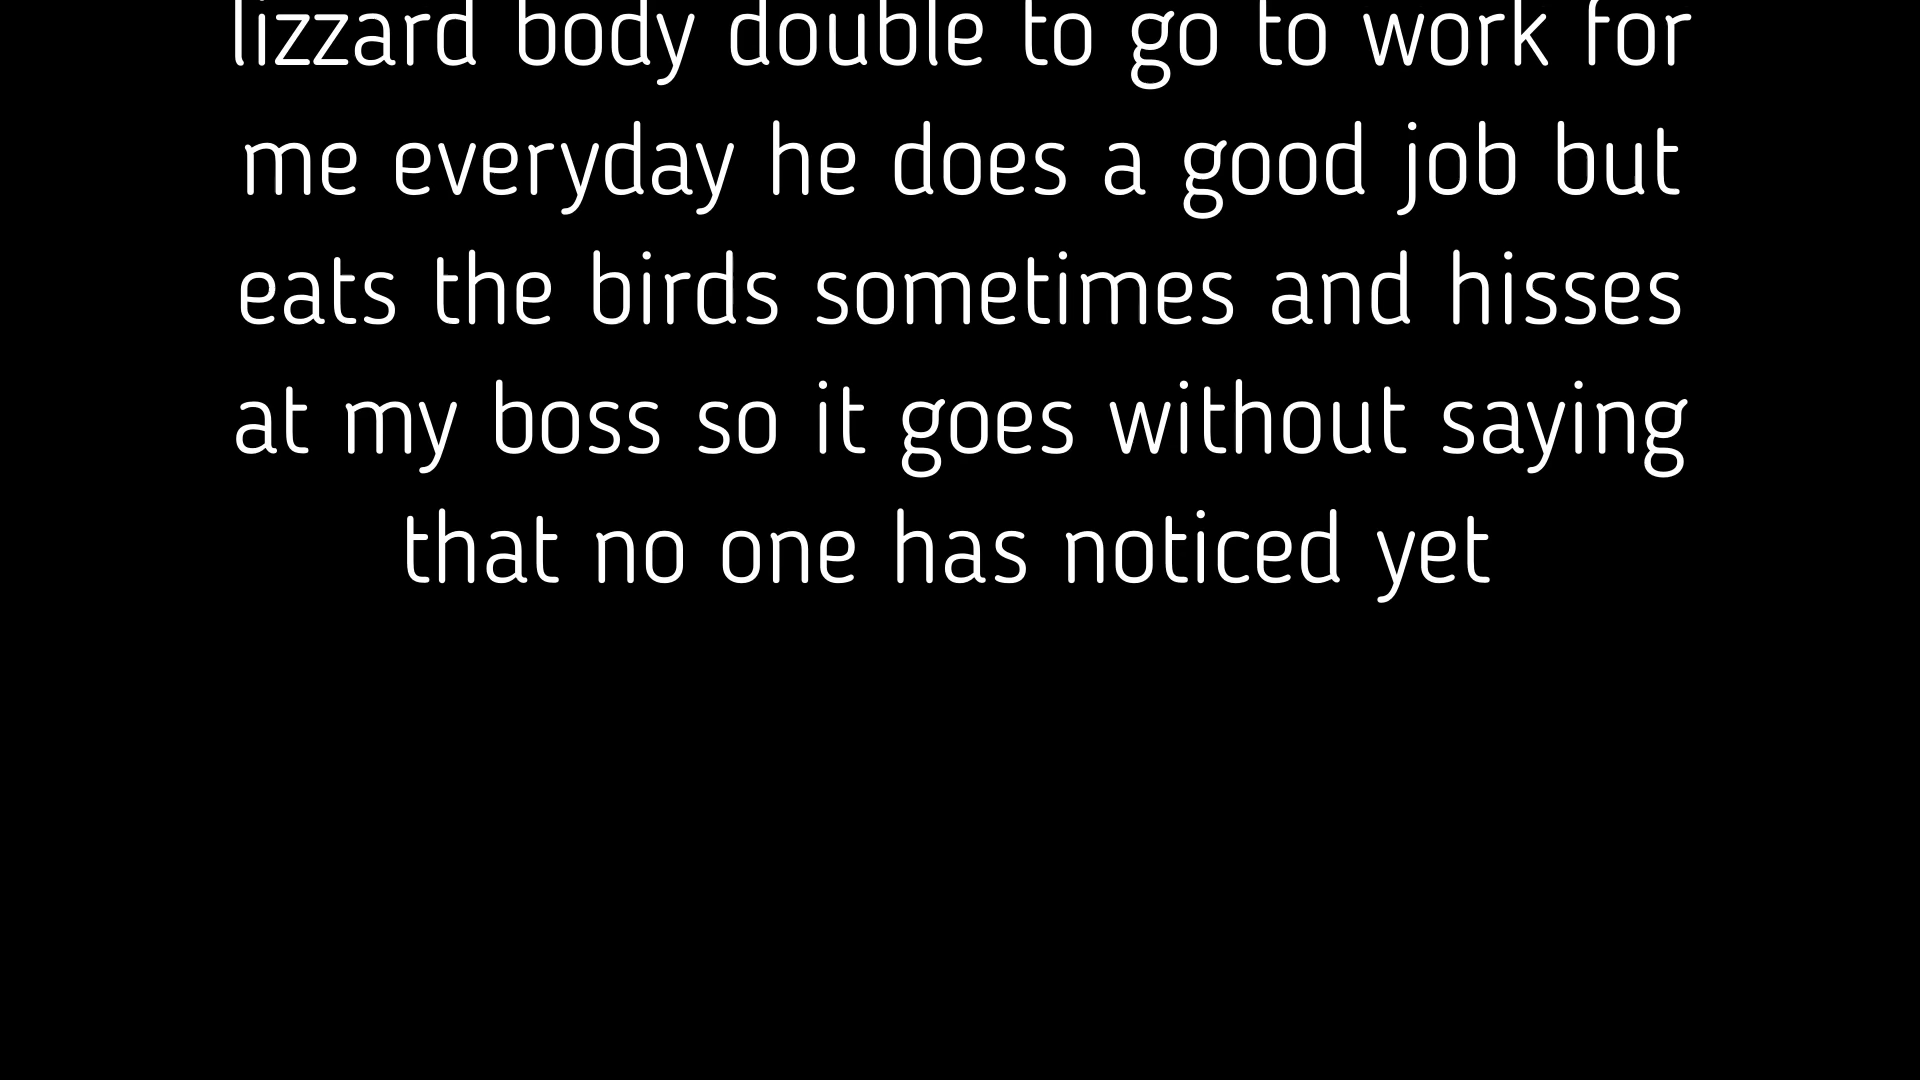 lizzard body double to go to work for
me everyday he does a good job but
eats the birds sometimes and hisses
at my boss so it goes without saying
that no one has noticed yet